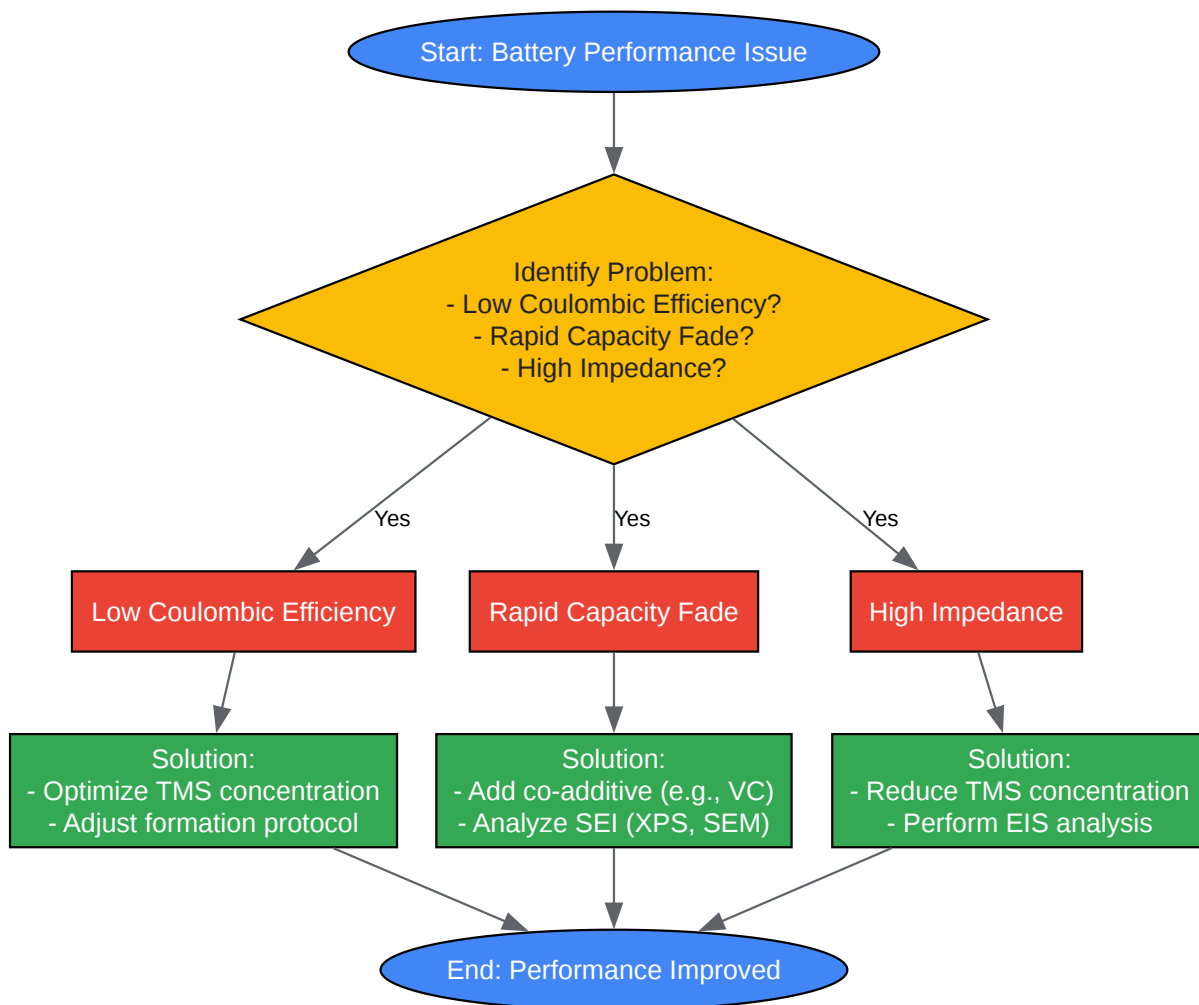 Start: Battery Performance Issue
Identify Problem:
- Low Coulombic Efficiency?
- Rapid Capacity Fade?
- High Impedance?
Yes
Yes
Yes
Low Coulombic Efficiency
Rapid Capacity Fade
High Impedance
Solution:
- Optimize TMS concentration
- Adjust formation protocol
Solution:
- Add co-additive (e.g., VC)
- Analyze SEI (XPS, SEM)
Solution:
- Reduce TMS concentration
- Perform EIS analysis
End: Performance Improved